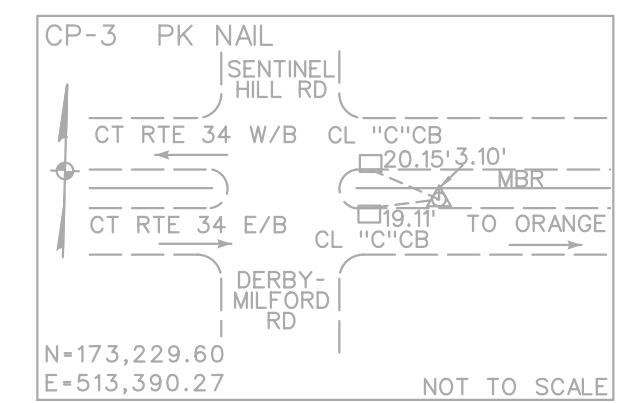 CP-3 PK NAIL
SENTINEL
HILL RD
CT RTE 34 W/B
CL "C"CB
20.15'
3.10'
MBR
CT RTE 34 E/B
19.11'
TO ORANGE
CL "C"CB
DERBY-
MILFORD
RD
N=173,229.60
E=513,390.27
NOT TO SCALE